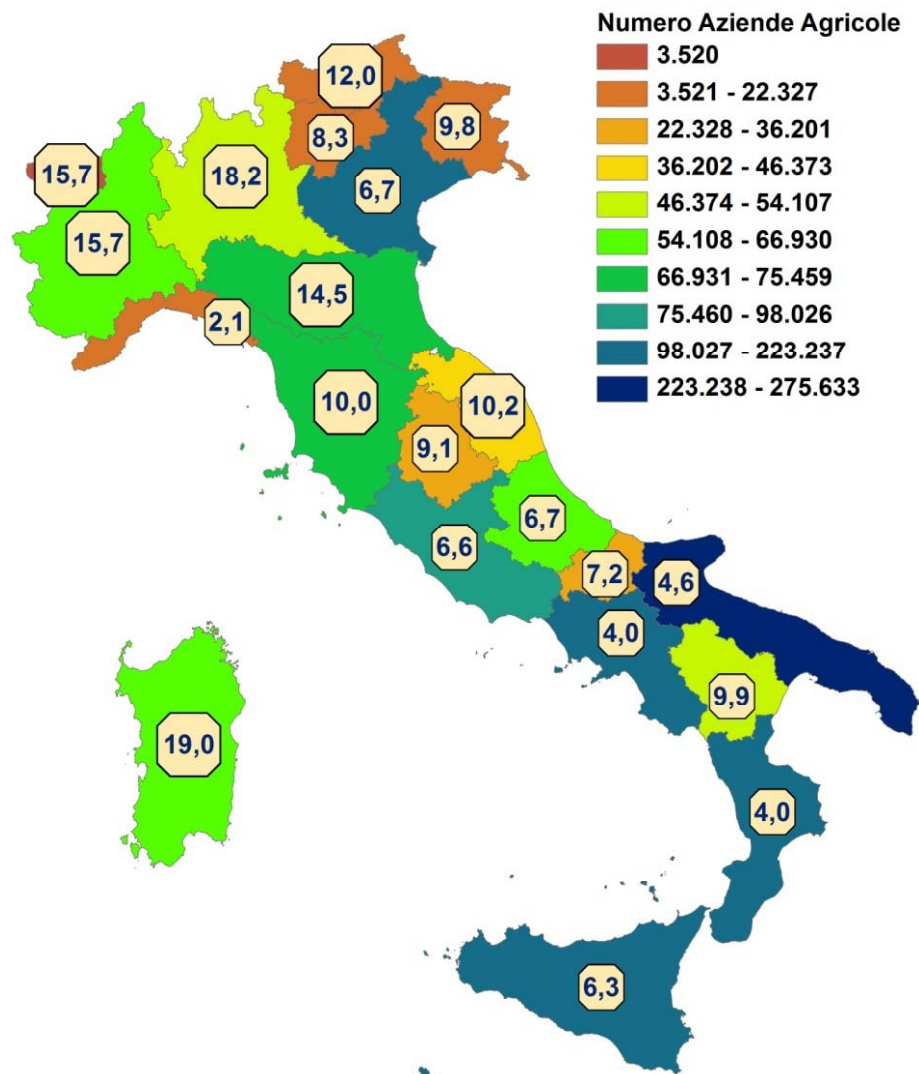 Numero Aziende Agricole
3.520
3.521 - 22.327
22.328 - 36.201
36.202 - 46.373
46.374 - 54.107
54.108 - 66.930
66.931 - 75.459
75.460 - 98.026
98.027 - 223.237
223.238 - 275.633
12,0
8,3
9,8
15,7
18,2
6,7
15,7
14,5
2,1
10,0
10,2
9,1
6,7
6,6
7,2
4,6
4,0
9,9
19,0
4,0
6,3